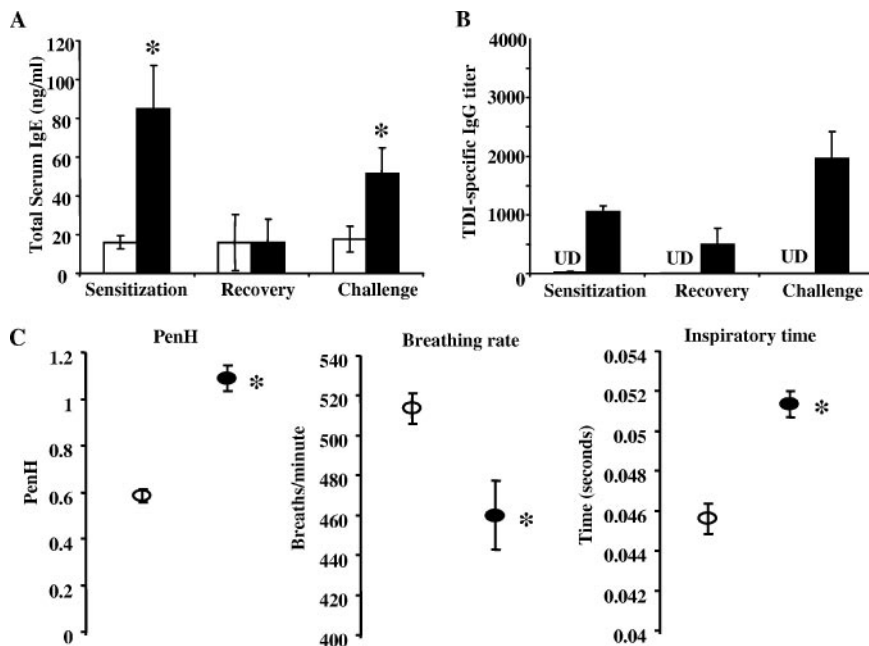 A
Total Serum IgE (ng/ml)
120
100
80
60
40
20
0
*
*
Sensitization Recovery Challenge
B
TDI-specific IgG titer
4000
3000
2000
1000
0
UD
UD
UD
Sensitization Recovery Challenge
C
PenH
PenH
1.2
1
0.8
0.6
0.4
0.2
0
*
Breathing rate
Breaths/minute
540
520
500
480
460
440
420
400
*
Inspiratory time
Time (seconds)
0.054
0.052
0.05
0.048
0.046
0.044
0.042
0.04
*